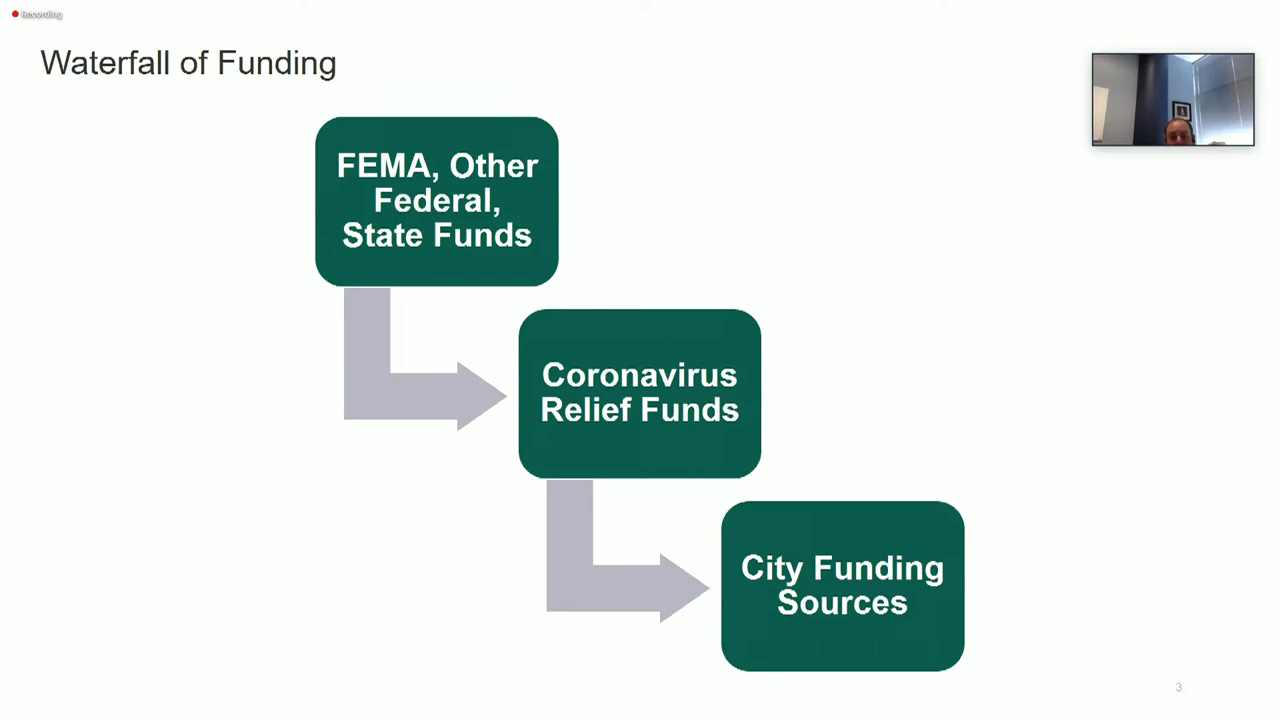 Recording
Waterfall of Funding
FEMA, Other
Federal,
State Funds
Coronavirus
Relief Funds
City Funding
Sources
3